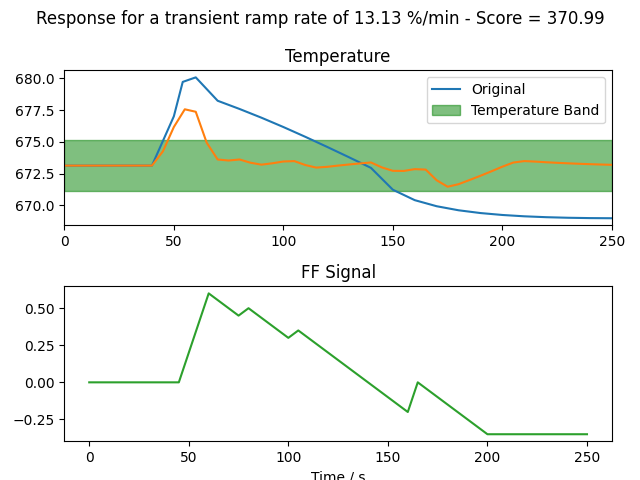 Response for a transient ramp rate of 13.13 %/min - Score = 370.99
Temperature
680.0
677.5
675.0
672.5
670.0
Original
Temperature Band
0 50 100 150 200 250
FF Signal
0.50
0.25
0.00
−0.25
0 50 100 150 200 250
Time / s